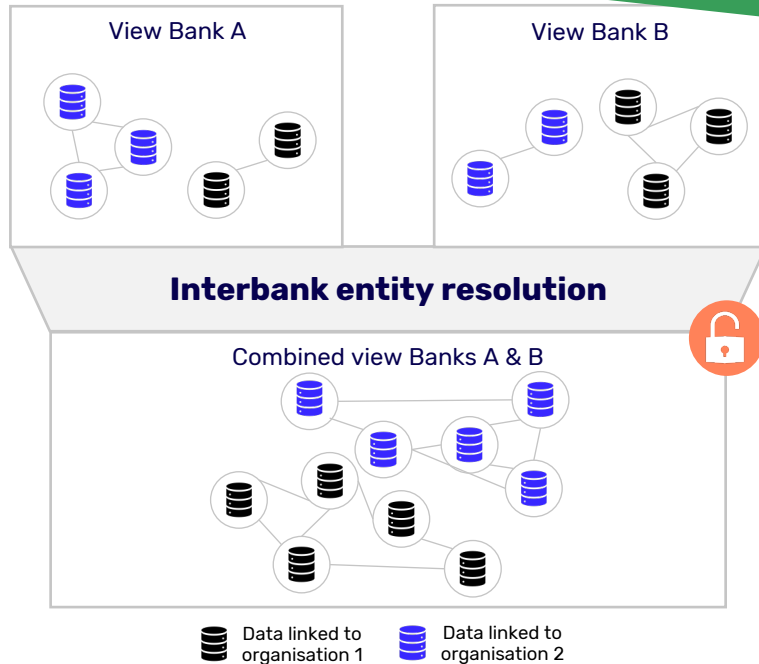 View Bank A
View Bank B
Interbank entity resolution
Combined view Banks A & B
Data linked to
organisation 1
Data linked to
organisation 2